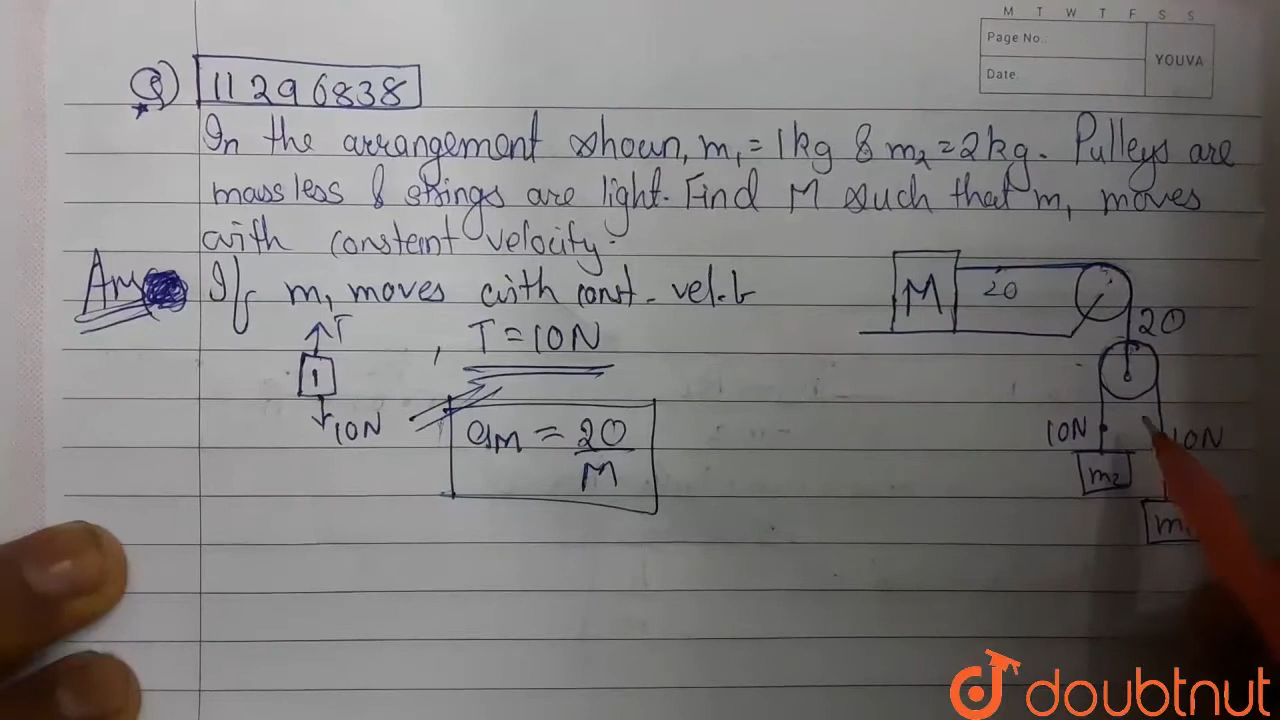 M T W T F S S
Page No.:
YOUVA
Date:
Q) 11296838
In the arrangement shown, m₁ = 1kg & m₂ = 2kg. Pulleys are
massless & strings are light. Find M such that m₁ moves
with constant velocity.
Ans If m₁ moves with const. vel.
M 20
T
, T = 10N
20
1
10N
aM = 20/M
10N 10N
m₂
m₁
doubtnut